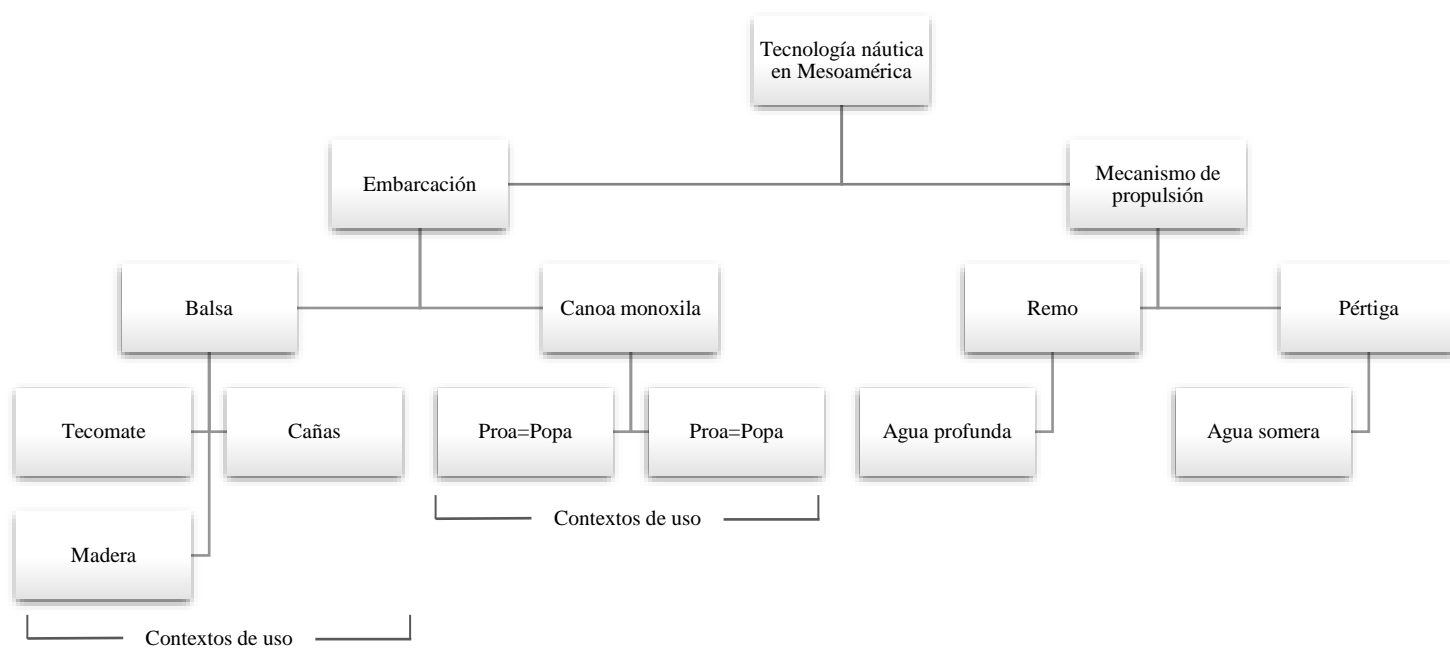 Tecnología náutica
en Mesoamérica
Embarcación
Mecanismo de
propulsión
Balsa
Canoa monoxila
Remo
Pértiga
Tecomate
Cañas
Proa=Popa
Proa=Popa
Agua profunda
Agua somera
Contextos de uso
Madera
Contextos de uso